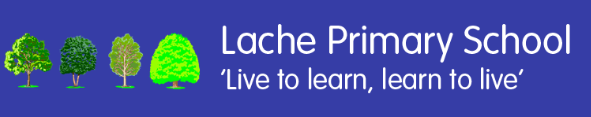 Lache Primary School
‘Live to learn, learn to live’